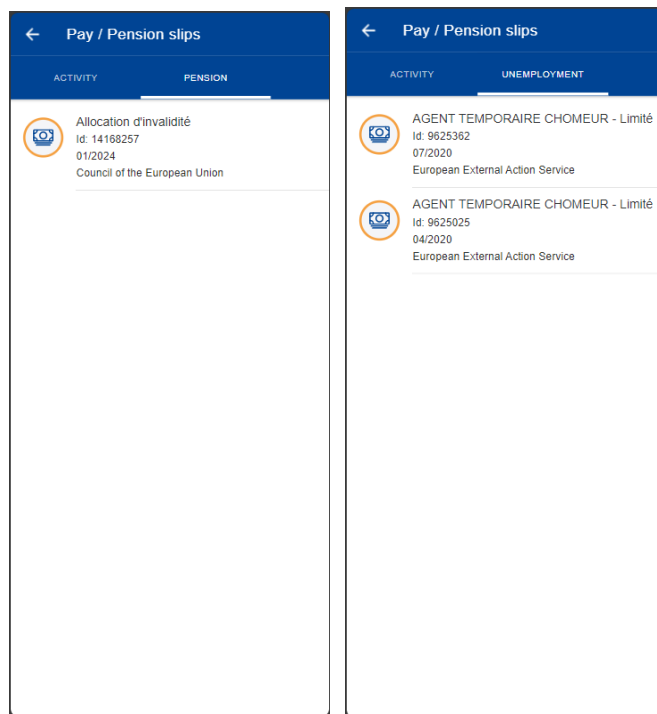 Pay / Pension slips
ACTIVITY PENSION
Allocation d'invalidité
Id: 14168257
01/2024
Council of the European Union
Pay / Pension slips
ACTIVITY UNEMPLOYMENT
AGENT TEMPORAIRE CHOMEUR - Limité
Id: 9625362
07/2020
European External Action Service
AGENT TEMPORAIRE CHOMEUR - Limité
Id: 9625025
04/2020
European External Action Service